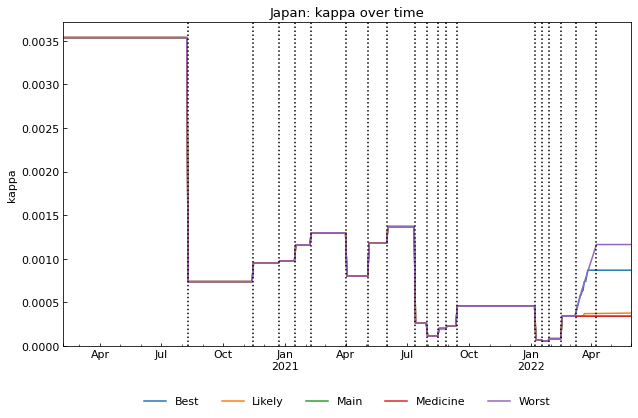 Japan: kappa over time
0.0035
0.0030
0.0025
0.0020
0.0015
0.0010
0.0005
0.0000
kappa
Apr Jul Oct Jan Apr Jul Oct Jan Apr
2021 2022
Best Likely Main Medicine Worst